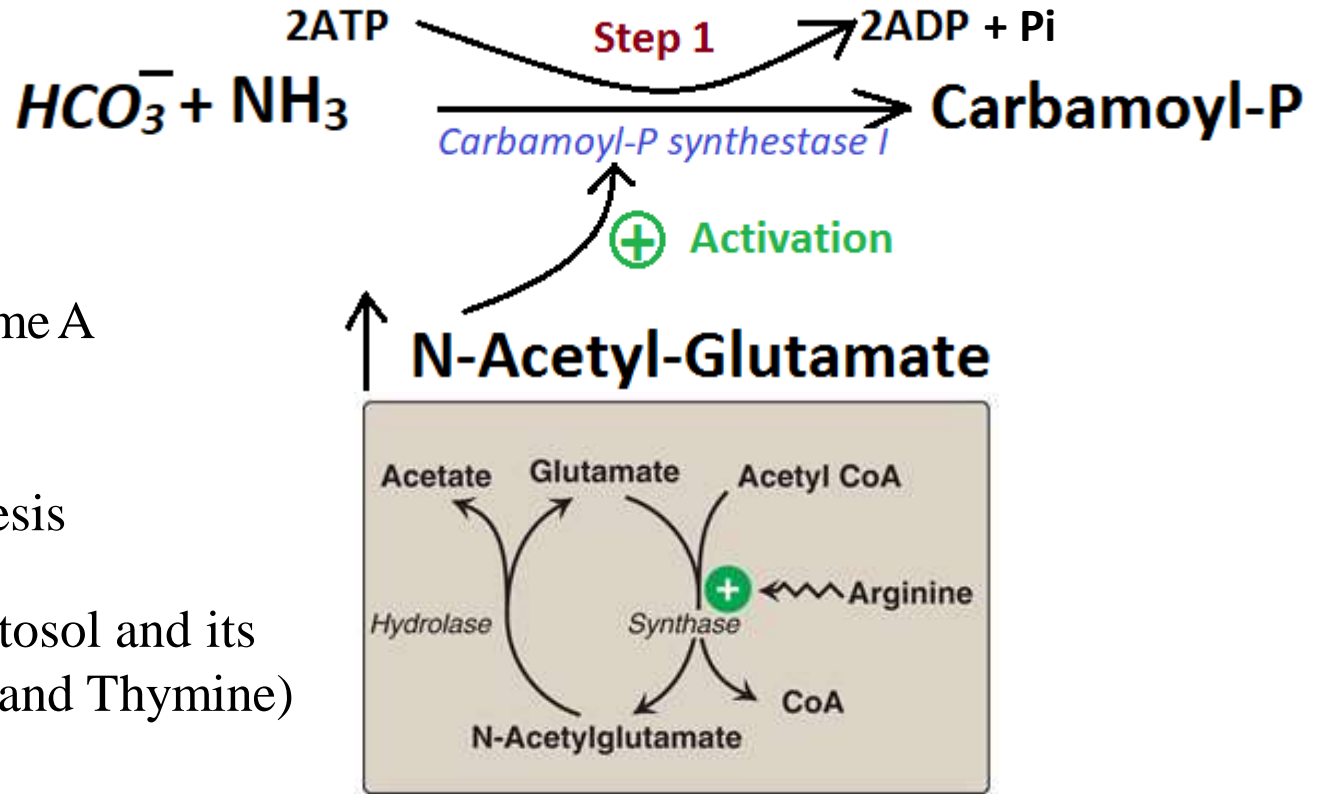 2ATP Step 1 2ADP + Pi
HCO₃⁻ + NH₃ Carbamoyl-P
Carbamoyl-P synthestase I
+ Activation
me A
N-Acetyl-Glutamate
Acetate Glutamate Acetyl CoA
esis
+ Arginine
Hydrolase Synthase
tosol and its
and Thymine)
CoA
N-Acetylglutamate